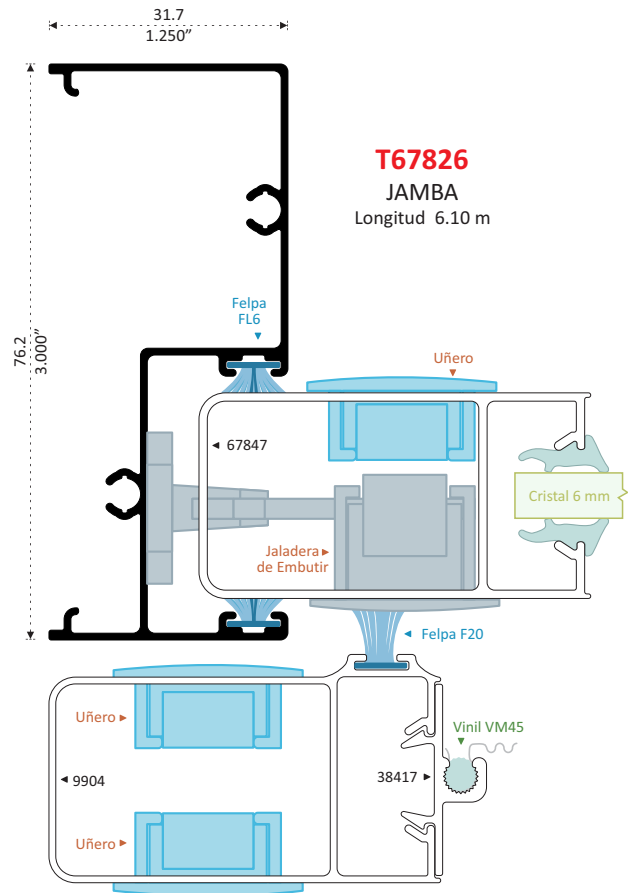 31.7
1.250”
T67826
JAMBA
Longitud 6.10 m
76.2
3.000”
Felpa
FL6
Uñero
67847
Cristal 6 mm
Jaladera
de Embutir
Felpa F20
Uñero
Vinil VM45
9904
38417
Uñero